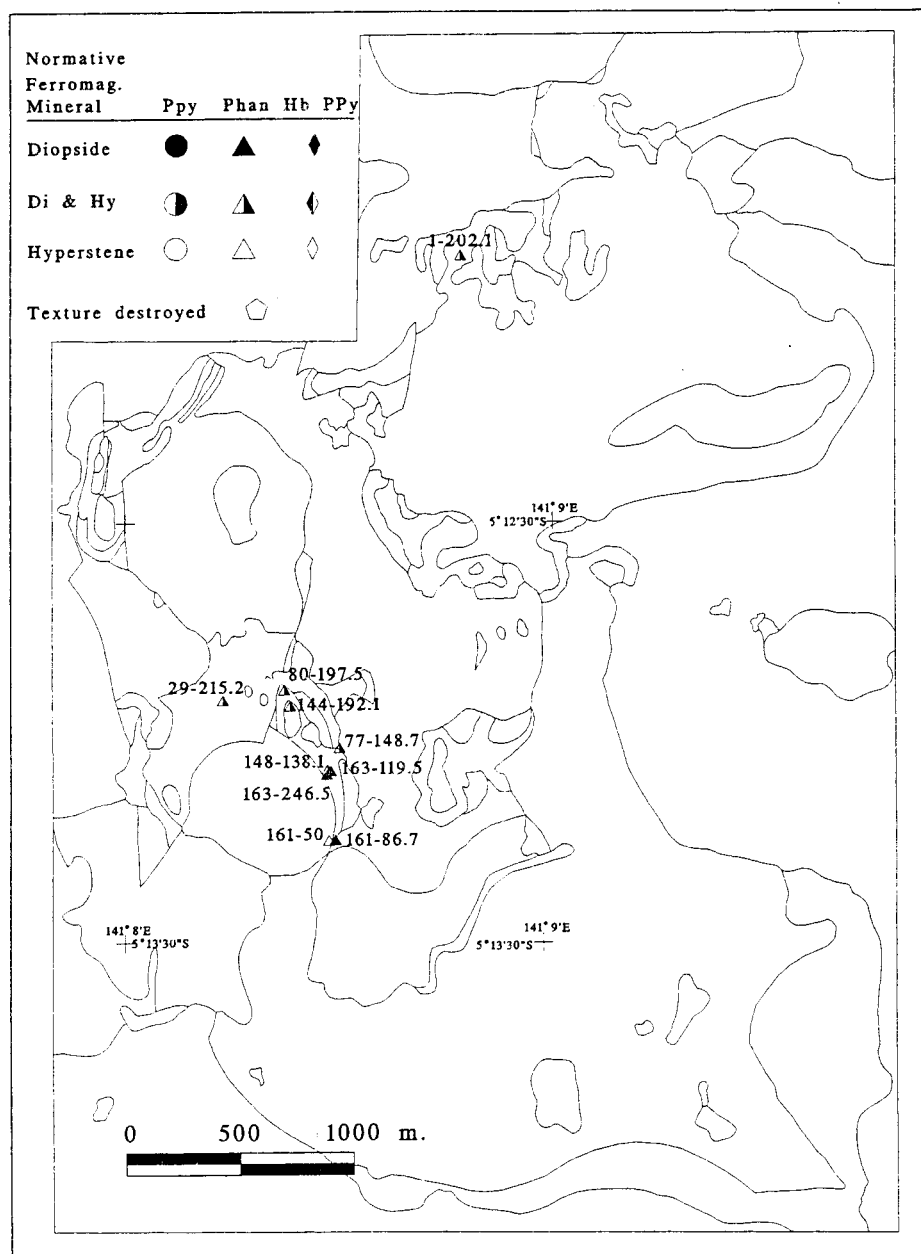 Normative
Ferromag.
Mineral Ppy Phan Hb PPy
Diopside
Di & Hy
Hyperstene
Texture destroyed
1-202.1
141° 9'E
5° 12'30"S
80-197.5
29-215.2
144-192.1
77-148.7
148-138.1
163-119.5
163-246.5
161-50
161-86.7
141° 8'E
5° 13'30"S
141° 9'E
5° 13'30"S
0 500 1000 m.